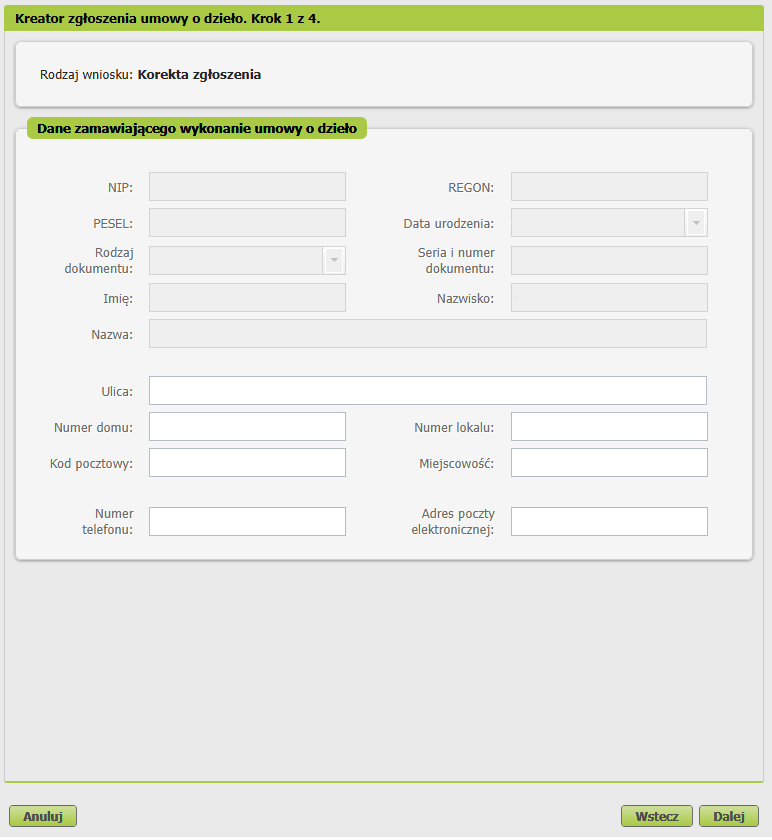 Kreator zgłoszenia umowy o dzieło. Krok 1 z 4.
Rodzaj wniosku: Korekta zgłoszenia
Dane zamawiającego wykonanie umowy o dzieło
NIP: REGON:
PESEL: Data urodzenia:
Rodzaj Seria i numer
dokumentu: dokumentu:
Imię: Nazwisko:
Nazwa:
Ulica:
Numer domu: Numer lokalu:
Kod pocztowy: Miejscowość:
Numer Adres poczty
telefonu: elektronicznej:
Anuluj Wstecz Dalej